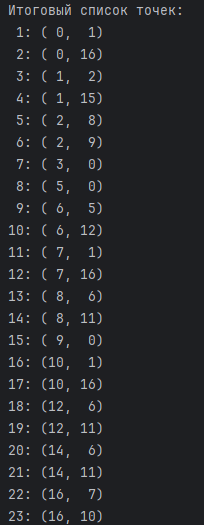 Итоговый список точек:
1: ( 0,  1)
2: ( 0, 16)
3: ( 1,  2)
4: ( 1, 15)
5: ( 2,  8)
6: ( 2,  9)
7: ( 3,  0)
8: ( 5,  0)
9: ( 6,  5)
10: ( 6, 12)
11: ( 7,  1)
12: ( 7, 16)
13: ( 8,  6)
14: ( 8, 11)
15: ( 9,  0)
16: (10,  1)
17: (10, 16)
18: (12,  6)
19: (12, 11)
20: (14,  6)
21: (14, 11)
22: (16,  7)
23: (16, 10)